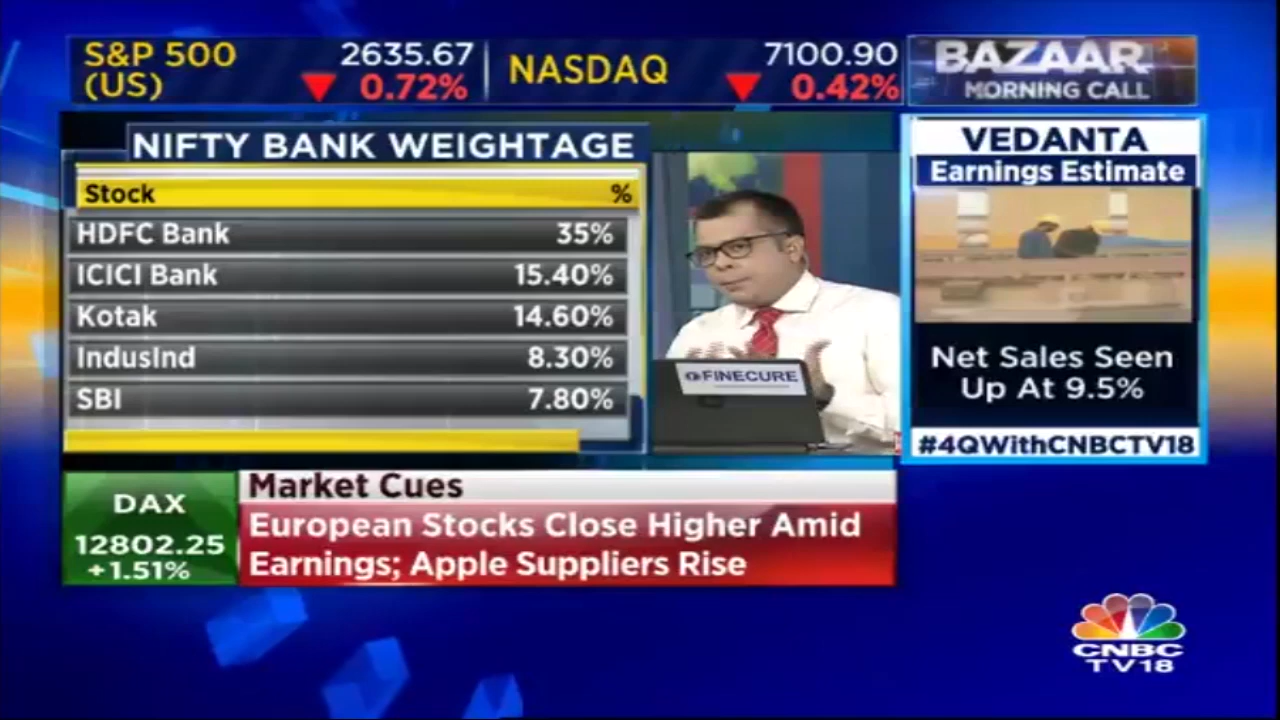 S&P 500 2635.67
(US) 0.72%
NASDAQ 7100.90
0.42%
BAZAAR
MORNING CALL
NIFTY BANK WEIGHTAGE
Stock %
HDFC Bank 35%
ICICI Bank 15.40%
Kotak 14.60%
IndusInd 8.30%
SBI 7.80%
FINECURE
VEDANTA
Earnings Estimate
Net Sales Seen
Up At 9.5%
#4QWithCNBCTV18
DAX
12802.25
+1.51%
Market Cues
European Stocks Close Higher Amid
Earnings; Apple Suppliers Rise
CNBC
TV18